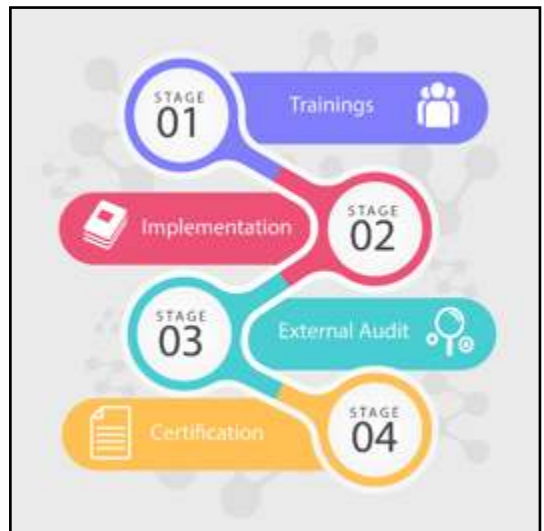 STAGE
01
Trainings
Implementation
STAGE
02
STAGE
03
External Audit
Certification
STAGE
04